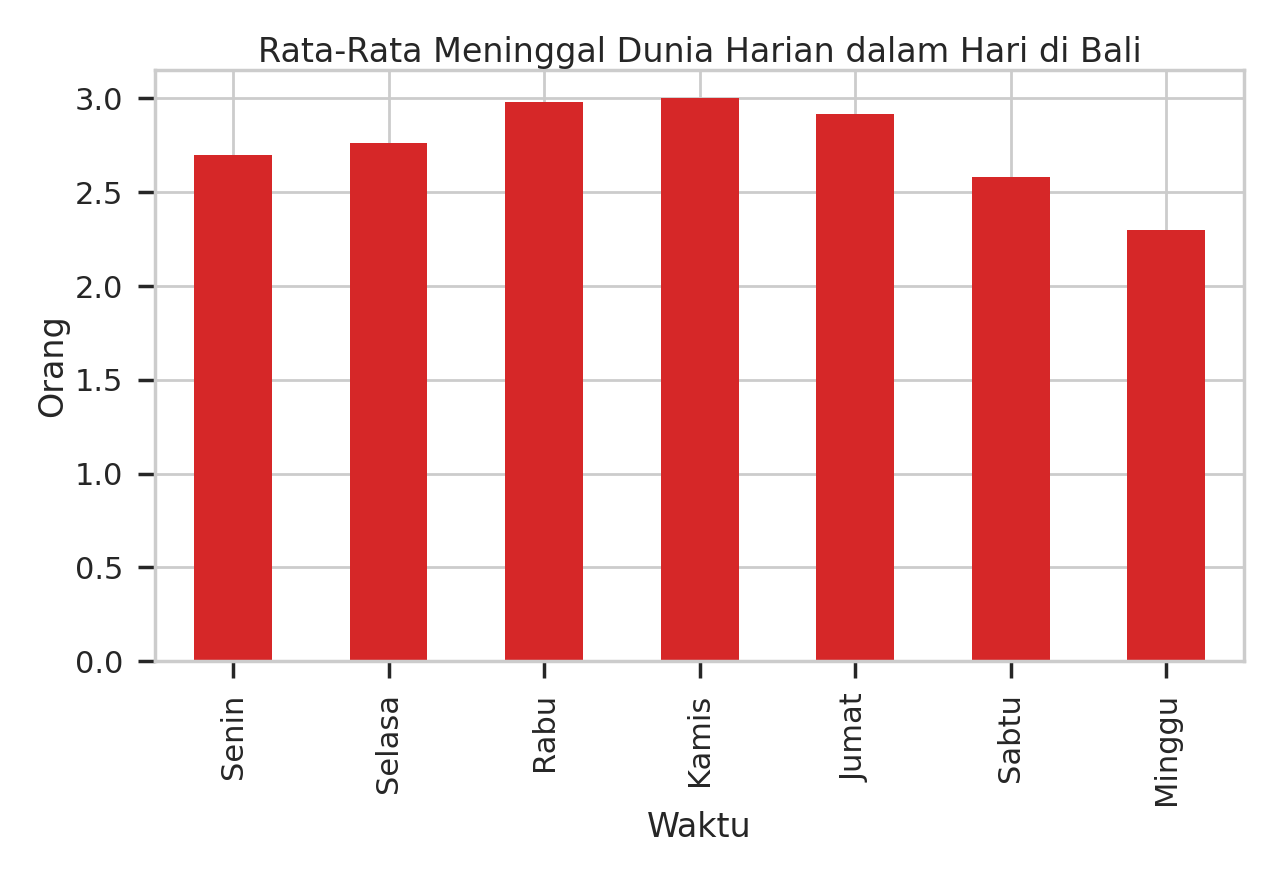 Rata-Rata Meninggal Dunia Harian dalam Hari di Bali
Orang
3.0
2.5
2.0
1.5
1.0
0.5
0.0
Senin
Selasa
Rabu
Kamis
Jumat
Sabtu
Minggu
Waktu